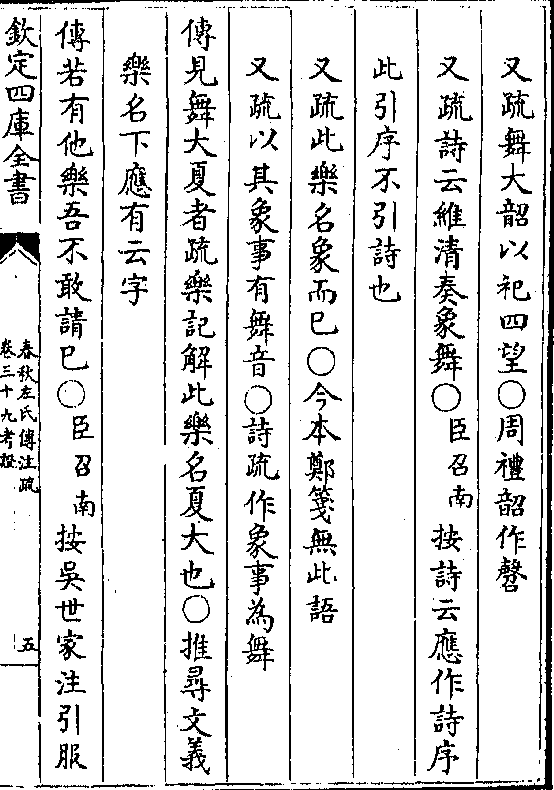 又疏舞大韶以祀四望○周禮韶作㲈
又疏詩云維清奏象舞○臣召南按詩云應作詩序
此引序不引詩也
又疏此樂名象而已○今本鄭箋無此語
又疏以其象事有舞音○詩疏作象事為舞
傳見舞大夏者疏樂記解此樂名夏大也○推尋文義
樂名下應有云字
傳若有他樂吾不敢請已○臣召南按吳世家注引服
欽定四庫全書
春秋左氏傳注疏
卷三十九考證
五